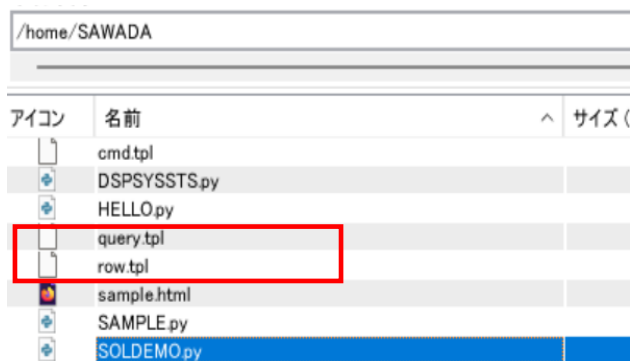 /home/SAWADA
アイコン 名前 サイズ (
cmd.tpl
DSPSYSSTS.py
HELLO.py
query.tpl
row.tpl
sample.html
SAMPLE.py
SOLDEMO.py